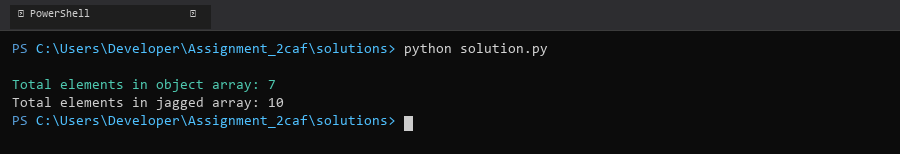 PowerShell
PS C:\Users\Developer\Assignment_2caf\solutions> python solution.py
Total elements in object array: 7
Total elements in jagged array: 10
PS C:\Users\Developer\Assignment_2caf\solutions>